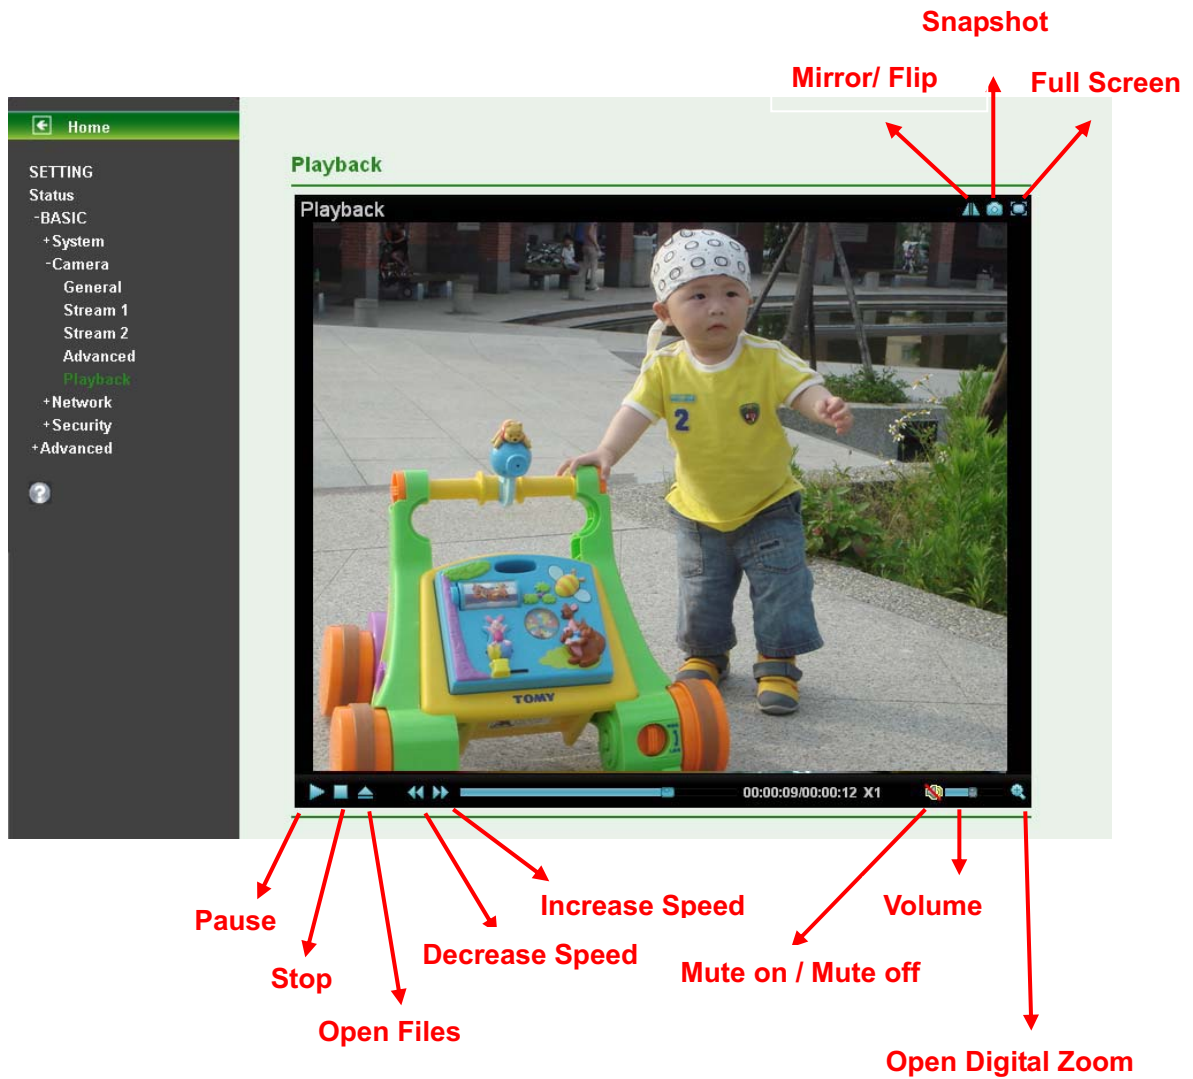 Snapshot
Mirror/ Flip
Full Screen
Home
Playback
SETTING
Status
-BASIC
+System
-Camera
General
Stream 1
Stream 2
Advanced
Playback
+Network
+Security
+Advanced
?
Playback
2
TOMY
00:00:09/00:00:12 X1
Pause
Stop
Open Files
Decrease Speed
Increase Speed
Mute on / Mute off
Volume
Open Digital Zoom